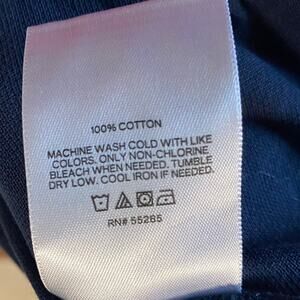 100% COTTON
MACHINE WASH COLD WITH LIKE
COLORS. ONLY NON-CHLORINE
BLEACH WHEN NEEDED. TUMBLE
DRY LOW. COOL IRON IF NEEDED.
RN# 55285